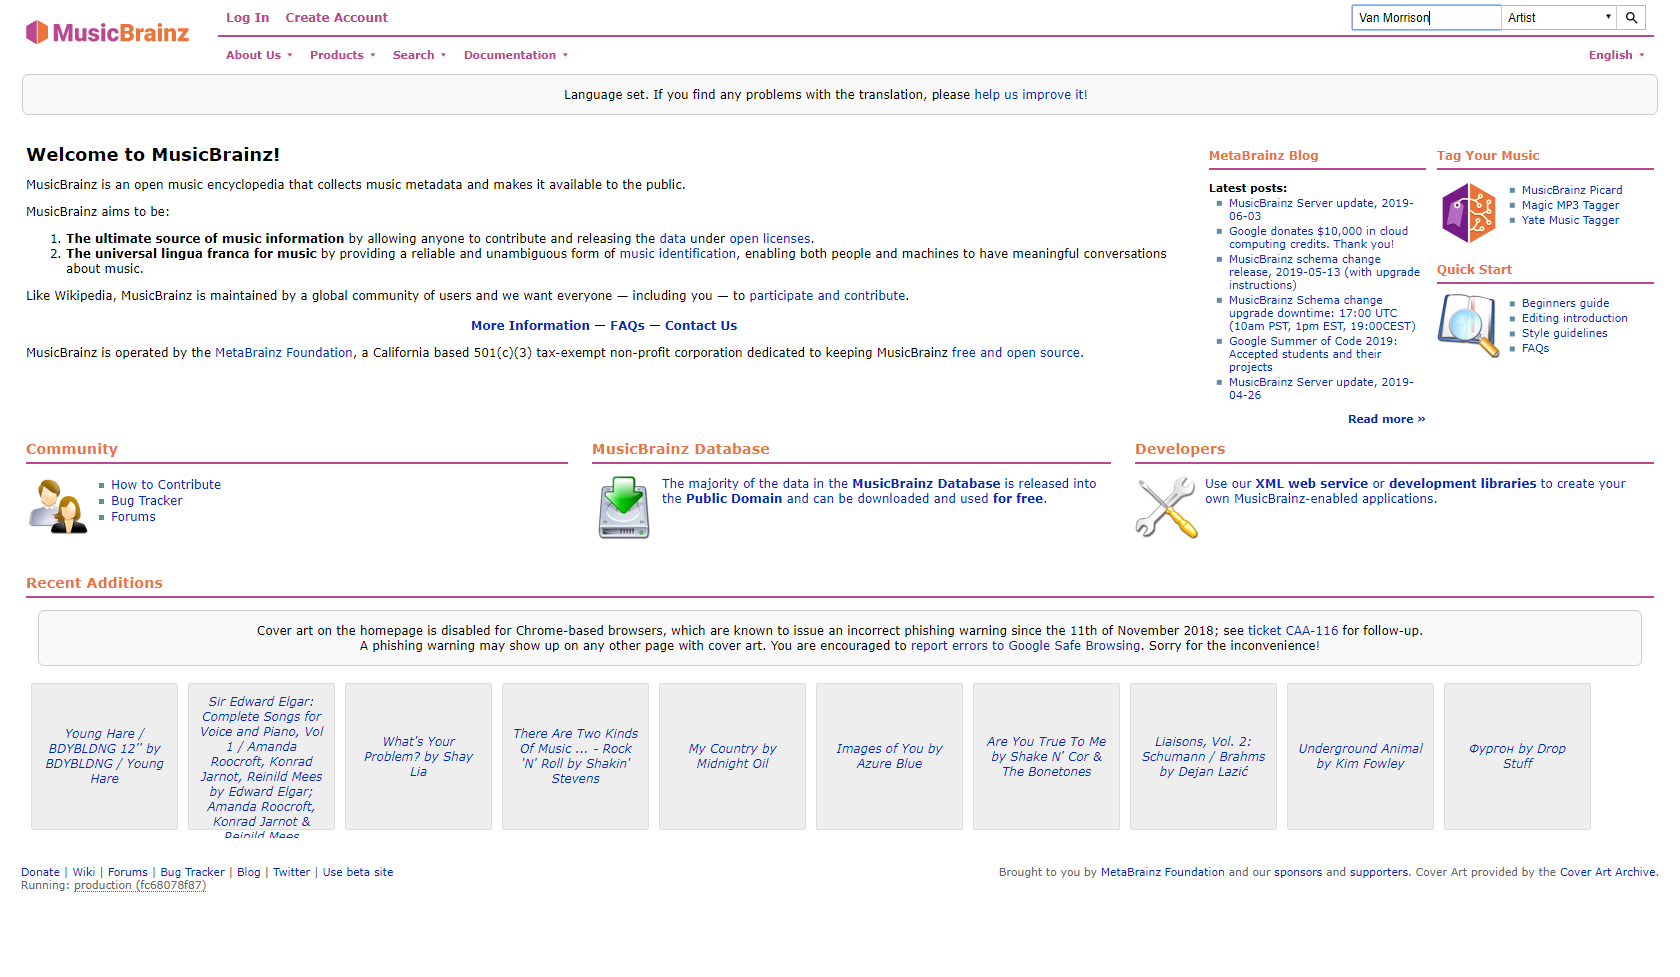 MusicBrainz
Log In Create Account
Van Morrison Artist
About Us Products Search Documentation
English
Language set. If you find any problems with the translation, please help us improve it!
Welcome to MusicBrainz!
MusicBrainz is an open music encyclopedia that collects music metadata and makes it available to the public.
MusicBrainz aims to be:
1. The ultimate source of music information by allowing anyone to contribute and releasing the data under open licenses.
2. The universal lingua franca for music by providing a reliable and unambiguous form of music identification, enabling both people and machines to have meaningful conversations
about music.
Like Wikipedia, MusicBrainz is maintained by a global community of users and we want everyone — including you — to participate and contribute.
More Information — FAQs — Contact Us
MusicBrainz is operated by the MetaBrainz Foundation, a California based 501(c)(3) tax-exempt non-profit corporation dedicated to keeping MusicBrainz free and open source.
MetaBrainz Blog
Latest posts:
MusicBrainz Server update, 2019-
06-03
Google donates $10,000 in cloud
computing credits. Thank you!
MusicBrainz schema change
release, 2019-05-13 (with upgrade
instructions)
MusicBrainz Schema change
upgrade downtime: 17:00 UTC
(10am PST, 1pm EST, 19:00CEST)
Google Summer of Code 2019:
Accepted students and their
projects
MusicBrainz Server update, 2019-
04-26
Read more »
Tag Your Music
MusicBrainz Picard
Magic MP3 Tagger
Yate Music Tagger
Quick Start
Beginners guide
Editing introduction
Style guidelines
FAQs
Community
How to Contribute
Bug Tracker
Forums
MusicBrainz Database
The majority of the data in the MusicBrainz Database is released into
the Public Domain and can be downloaded and used for free.
Developers
Use our XML web service or development libraries to create your
own MusicBrainz-enabled applications.
Recent Additions
Cover art on the homepage is disabled for Chrome-based browsers, which are known to issue an incorrect phishing warning since the 11th of November 2018; see ticket CAA-116 for follow-up.
A phishing warning may show up on any other page with cover art. You are encouraged to report errors to Google Safe Browsing. Sorry for the inconvenience!
Young Hare /
BDYBLDNG 12" by
BDYBLDNG / Young
Hare
Sir Edward Elgar:
Complete Songs for
Voice and Piano, Vol
1 / Amanda
Roocroft, Konrad
Jarnot, Reinild Mees
by Edward Elgar;
Amanda Roocroft,
Konrad Jarnot &
Reinild Mees
What's Your
Problem? by Shay
Lia
There Are Two Kinds
Of Music ... - Rock
'N' Roll by Shakin'
Stevens
My Country by
Midnight Oil
Images of You by
Azure Blue
Are You True To Me
by Shake N' Cor &
The Bonetones
Liaisons, Vol. 2:
Schumann / Brahms
by Dejan Lazić
Underground Animal
by Kim Fowley
Фургон by Drop
Stuff
Donate | Wiki | Forums | Bug Tracker | Blog | Twitter | Use beta site
Running: production (fc68078f87)
Brought to you by MetaBrainz Foundation and our sponsors and supporters. Cover Art provided by the Cover Art Archive.